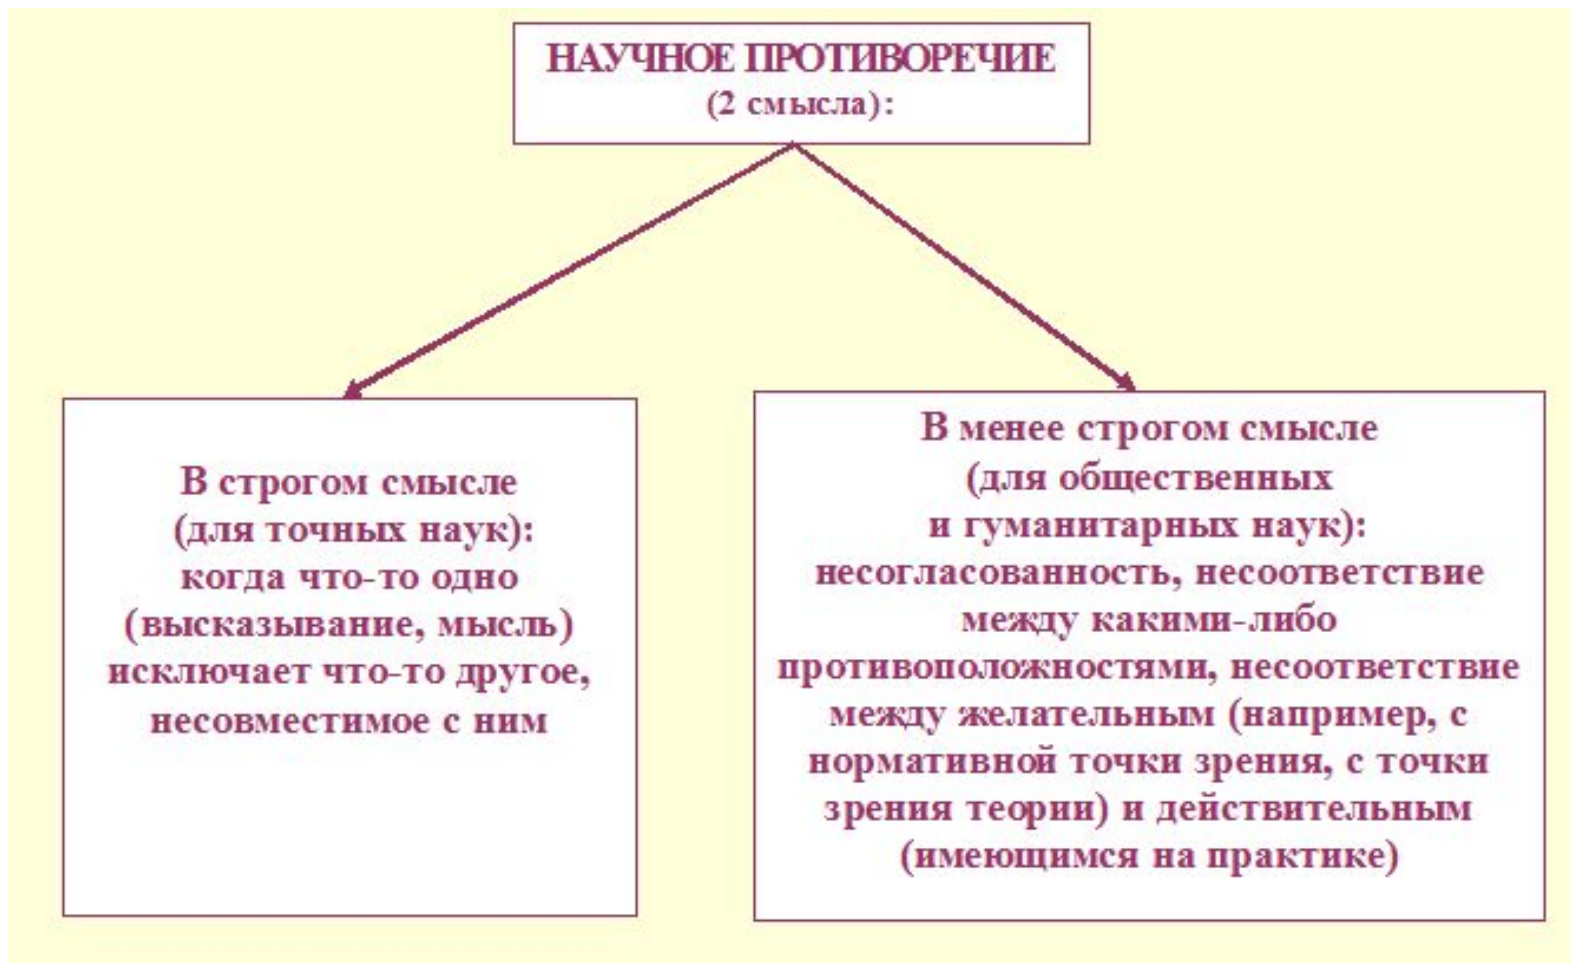 НАУЧНОЕ ПРОТИВОРЕЧИЕ
(2 смысла):
В строгом смысле
(для точных наук):
когда что-то одно
(высказывание, мысль)
исключает что-то другое,
несовместимое с ним
В менее строгом смысле
(для общественных
и гуманитарных наук):
несогласованность, несоответствие
между какими-либо
противоположностями, несоответствие
между желательным (например, с
нормативной точки зрения, с точки
зрения теории) и действительным
(имеющимся на практике)